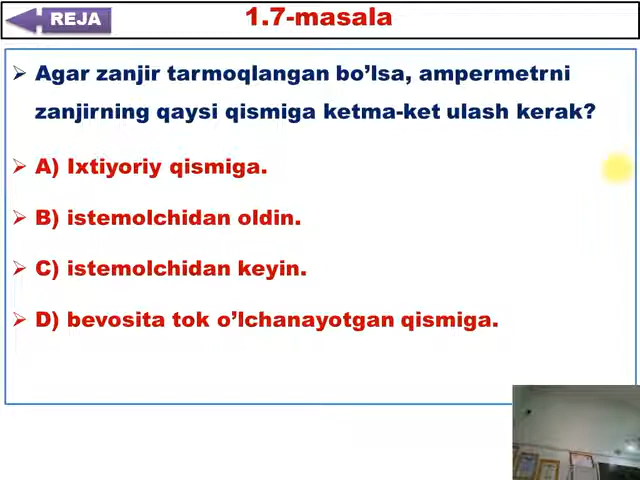 REJA
1.7-masala
Agar zanjir tarmoqlangan bo’lsa, ampermetrni
zanjirning qaysi qismiga ketma-ket ulash kerak?
A) Ixtiyoriy qismiga.
B) istemolchidan oldin.
C) istemolchidan keyin.
D) bevosita tok o’lchanayotgan qismiga.